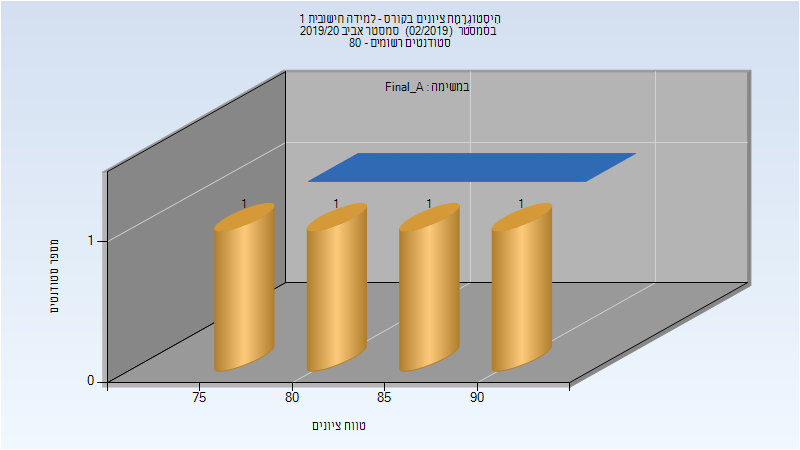 היסטוגרמת ציונים בקורס - למידה חישובית 1
בסמסטר (02/2019) סמסטר אביב 2019/20
סטודנטים רשומים - 80
במשימה : Final_A
1 1 1 1
מספר סטודנטים
1
0
75 80 85 90
טווח ציונים